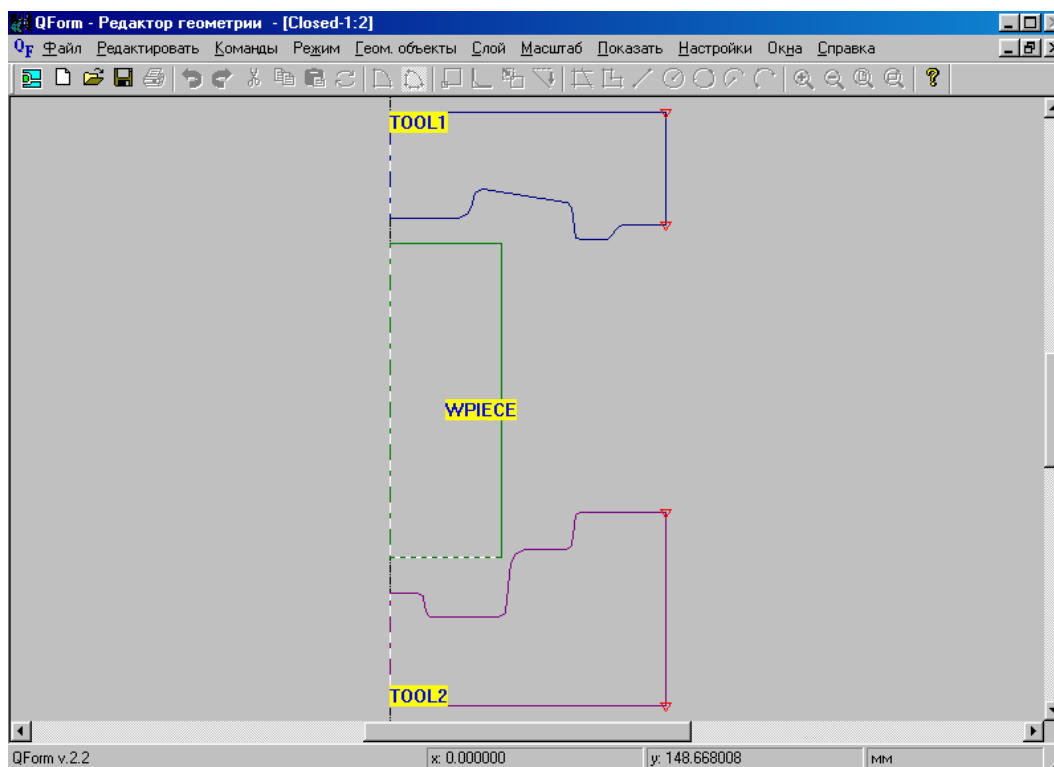 QForm - Редактор геометрии - [Closed-1:2]
QF Файл Редактировать Команды Режим Геом. объекты Слой Масштаб Показать Настройки Окна Справка
TOOL1
WPIECE
TOOL2
QForm v.2.2 x: 0.000000 y: 148.668008 мм